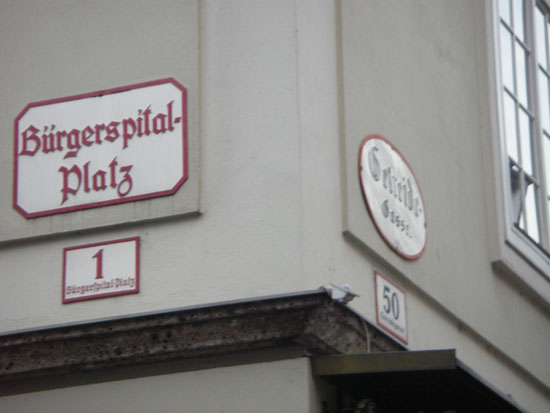 Bürgerspital-
Platz
1
Bürgerspital-Platz
Getreide-
Gasse.
50